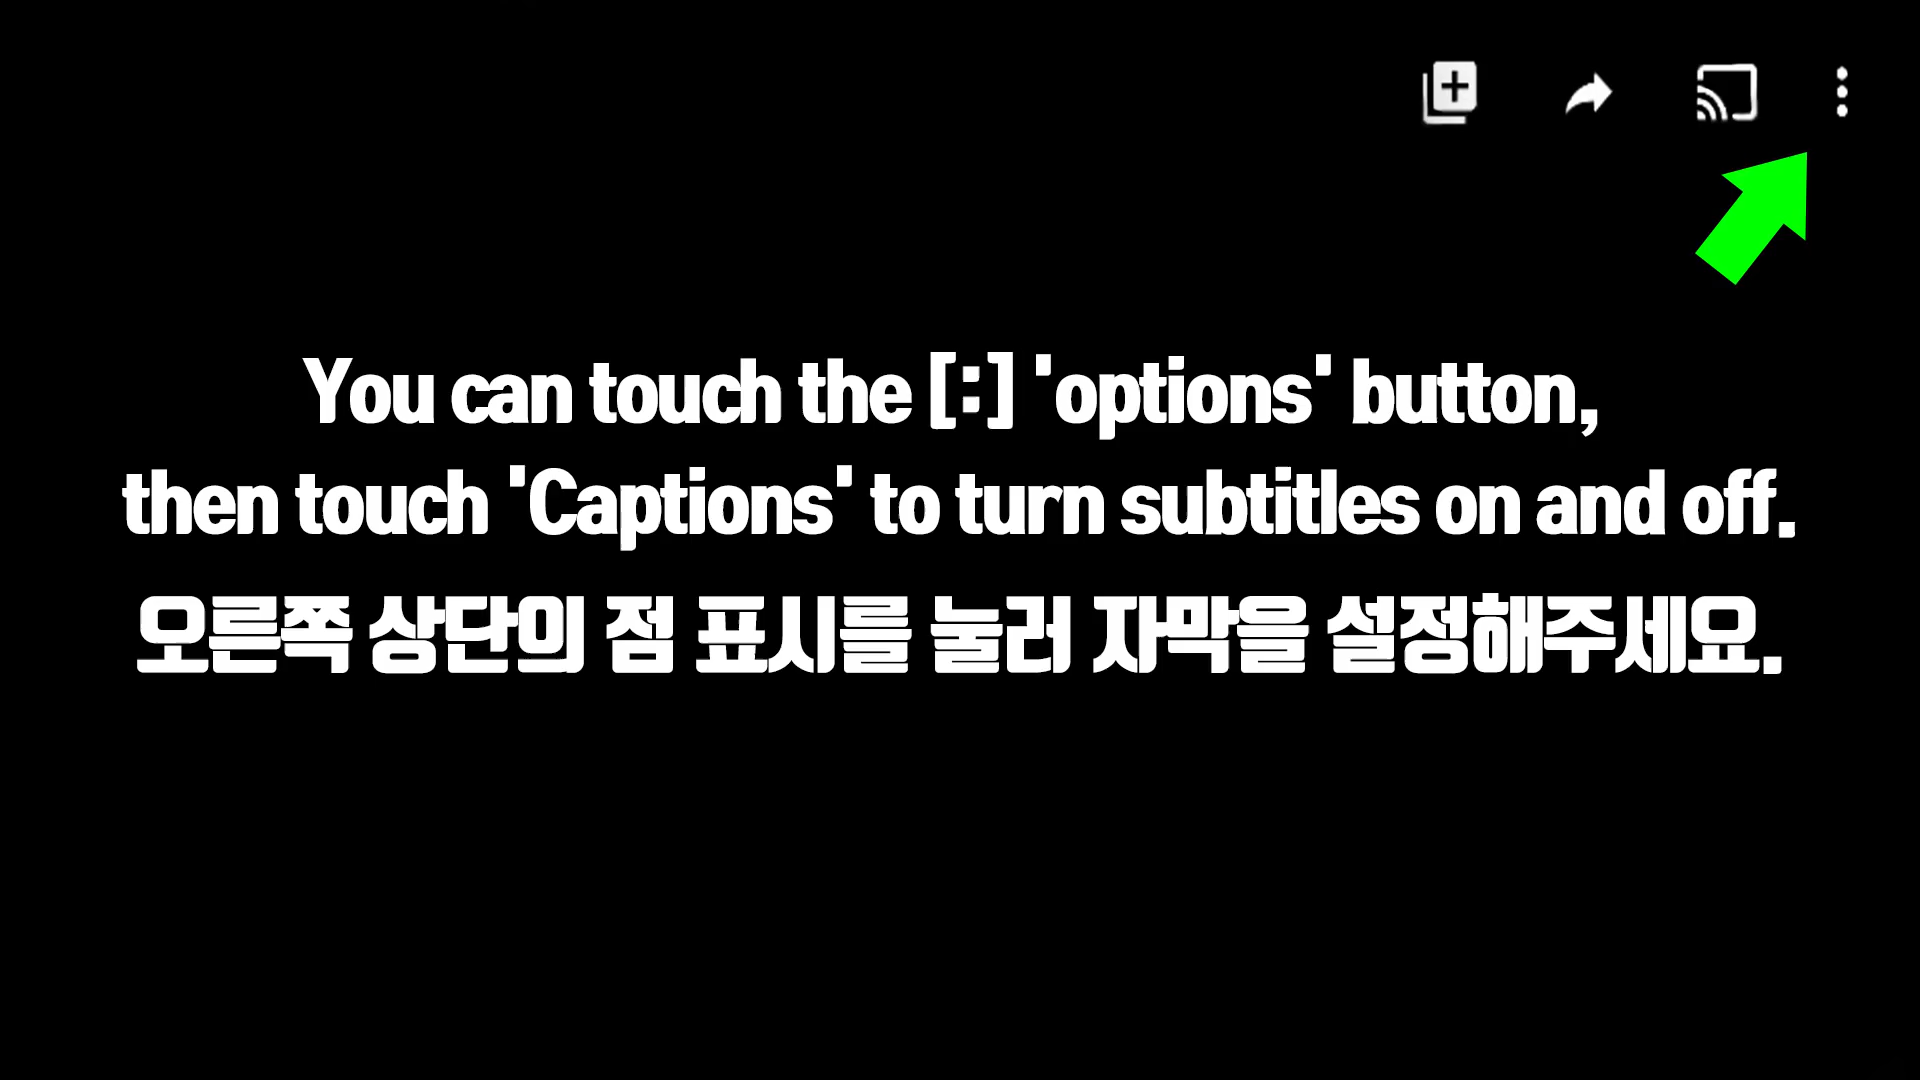 You can touch the [:] 'options' button,
then touch 'Captions' to turn subtitles on and off.
오른쪽 상단의 점 표시를 눌러 자막을 설정해주세요.